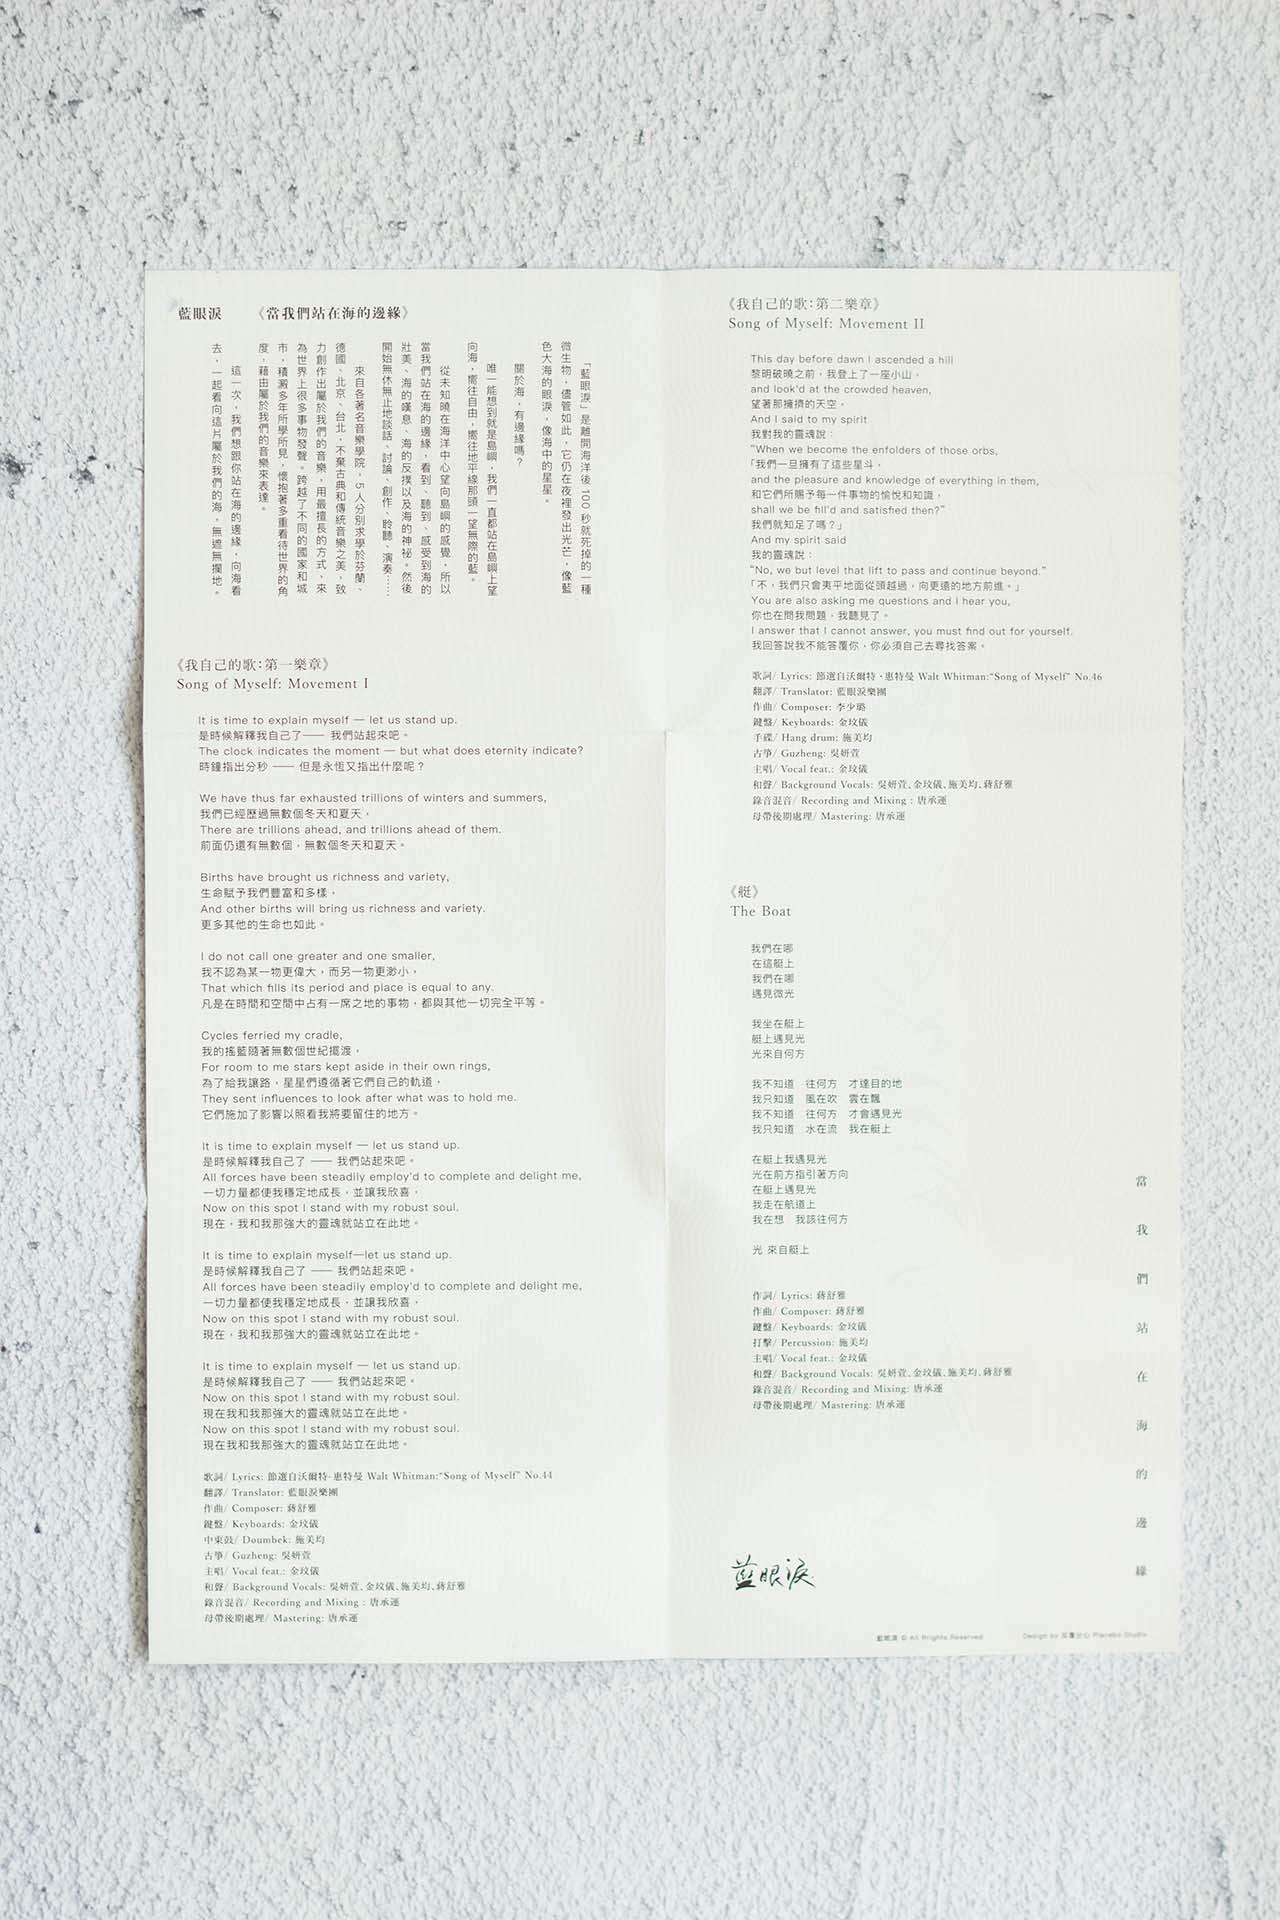 藍眼淚 《當我們站在海的邊緣》
「藍眼淚」是離開海洋後 100 秒就死掉的一種
微生物，儘管如此，它仍在夜裡發出光芒，像藍
色大海的眼淚，像海中的星星。
關於海，有邊緣嗎？
唯一能想到就是島嶼，我們一直都站在島嶼上望
向海，嚮往自由，嚮往地平線那頭一望無際的藍。
從未知曉在海洋中心望向島嶼的感覺，所以
當我們站在海的邊緣，看到、聽到、感受到海的
壯美、海的嘆息、海的反撲以及海的神祕。然後
開始無休無止地談話、討論、創作、聆聽、演奏……
來自各著名音樂學院，5 人分別求學於芬蘭、
德國、北京、台北，不棄古典和傳統音樂之美，致
力創作出屬於我們的音樂，用最擅長的方式，來
為世界上很多事物發聲。跨越了不同的國家和城
市，積澱多年所學所見，懷抱著多重看待世界的角
度，藉由屬於我們的音樂來表達。
這一次，我們想跟你站在海的邊緣，向海看
去，一起看向這片屬於我們的海，無遮無攔地。
《我自己的歌：第一樂章》
Song of Myself: Movement I
It is time to explain myself — let us stand up.
是時候解釋我自己了—— 我們站起來吧。
The clock indicates the moment — but what does eternity indicate?
時鐘指出分秒 —— 但是永恆又指出什麼呢？
We have thus far exhausted trillions of winters and summers,
我們已經歷過無數個冬天和夏天，
There are trillions ahead, and trillions ahead of them.
前面仍還有無數個，無數個冬天和夏天。
Births have brought us richness and variety,
生命賦予我們豐富和多樣，
And other births will bring us richness and variety.
更多其他的生命也如此。
I do not call one greater and one smaller,
我不認為某一物更偉大，而另一物更渺小，
That which fills its period and place is equal to any.
凡是在時間和空間中占有一席之地的事物，都與其他一切完全平等。
Cycles ferried my cradle,
我的搖籃隨著無數個世紀擺渡，
For room to me stars kept aside in their own rings,
為了給我讓路，星星們遵循著它們自己的軌道，
They sent influences to look after what was to hold me.
它們施加了影響以照看我將要留住的地方。
It is time to explain myself — let us stand up.
是時候解釋我自己了 —— 我們站起來吧。
All forces have been steadily employ'd to complete and delight me,
一切力量都使我穩定地成長，並讓我欣喜，
Now on this spot I stand with my robust soul.
現在，我和我那強大的靈魂就站立在此地。
It is time to explain myself—let us stand up.
是時候解釋我自己了 —— 我們站起來吧。
All forces have been steadily employ'd to complete and delight me,
一切力量都使我穩定地成長，並讓我欣喜，
Now on this spot I stand with my robust soul.
現在，我和我那強大的靈魂就站立在此地。
It is time to explain myself — let us stand up.
是時候解釋我自己了 —— 我們站起來吧。
Now on this spot I stand with my robust soul.
現在我和我那強大的靈魂就站立在此地。
Now on this spot I stand with my robust soul.
現在我和我那強大的靈魂就站立在此地。
歌詞/ Lyrics: 節選自沃爾特·惠特曼 Walt Whitman:“Song of Myself” No.44
翻譯/ Translator: 藍眼淚樂團
作曲/ Composer: 蔣舒雅
鍵盤/ Keyboards: 金玟儀
中東鼓/ Doumbek: 施美均
古箏/ Guzheng: 吳妍萱
主唱/ Vocal feat.: 金玟儀
和聲/ Background Vocals: 吳妍萱、金玟儀、施美均、蔣舒雅
錄音混音/ Recording and Mixing : 唐承運
母帶後期處理/ Mastering: 唐承運
《我自己的歌：第二樂章》
Song of Myself: Movement II
This day before dawn I ascended a hill
黎明破曉之前，我登上了一座小山，
and look'd at the crowded heaven,
望著那擁擠的天空，
And I said to my spirit
我對我的靈魂說：
“When we become the enfolders of those orbs,
「我們一旦擁有了這些星斗，
and the pleasure and knowledge of everything in them,
和它們所賜予每一件事物的愉悅和知識，
shall we be fill'd and satisfied then?”
我們就知足了嗎？」
And my spirit said
我的靈魂說：
“No, we but level that lift to pass and continue beyond.”
「不，我們只會夷平地面從頭越過，向更遠的地方前進。」
You are also asking me questions and I hear you,
你也在問我問題，我聽見了。
I answer that I cannot answer, you must find out for yourself.
我回答說我不能答覆你，你必須自己去尋找答案。
歌詞/ Lyrics: 節選自沃爾特·惠特曼 Walt Whitman:“Song of Myself” No.46
翻譯/ Translator: 藍眼淚樂團
作曲/ Composer: 李少璐
鍵盤/ Keyboards: 金玟儀
手碟/ Hang drum: 施美均
古箏/ Guzheng: 吳妍萱
主唱/ Vocal feat.: 金玟儀
和聲/ Background Vocals: 吳妍萱、金玟儀、施美均、蔣舒雅
錄音混音/ Recording and Mixing : 唐承運
母帶後期處理/ Mastering: 唐承運
《艇》
The Boat
我們在哪
在這艇上
我們在哪
遇見微光
我坐在艇上
艇上遇見光
光來自何方
我不知道 往何方 才達目的地
我只知道 風在吹 雲在飄
我不知道 往何方 才會遇見光
我只知道 水在流 我在艇上
在艇上我遇見光
光在前方指引著方向
在艇上遇見光
我走在航道上
我在想 我該往何方
光 來自艇上
作詞/ Lyrics: 蔣舒雅
作曲/ Composer: 蔣舒雅
鍵盤/ Keyboards: 金玟儀
打擊/ Percussion: 施美均
主唱/ Vocal feat.: 金玟儀
和聲/ Background Vocals: 吳妍萱、金玟儀、施美均、蔣舒雅
錄音混音/ Recording and Mixing: 唐承運
母帶後期處理/ Mastering: 唐承運
當我們站在海的邊緣
藍眼淚
藍眼淚 © All Rrights Reserved
Design by Placebo Studio